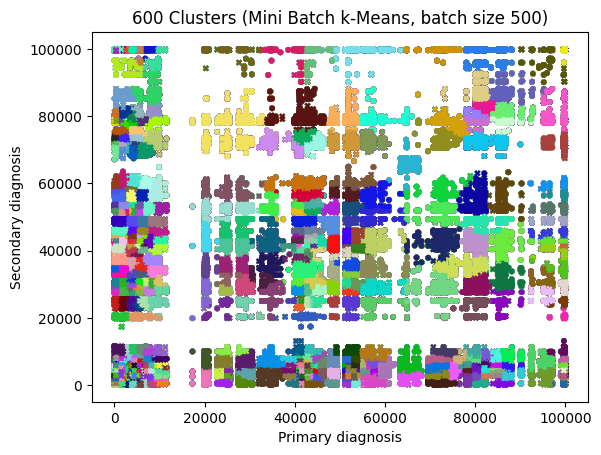 600 Clusters (Mini Batch k-Means, batch size 500)
100000
80000
60000
40000
20000
0
Secondary diagnosis
0 20000 40000 60000 80000 100000
Primary diagnosis